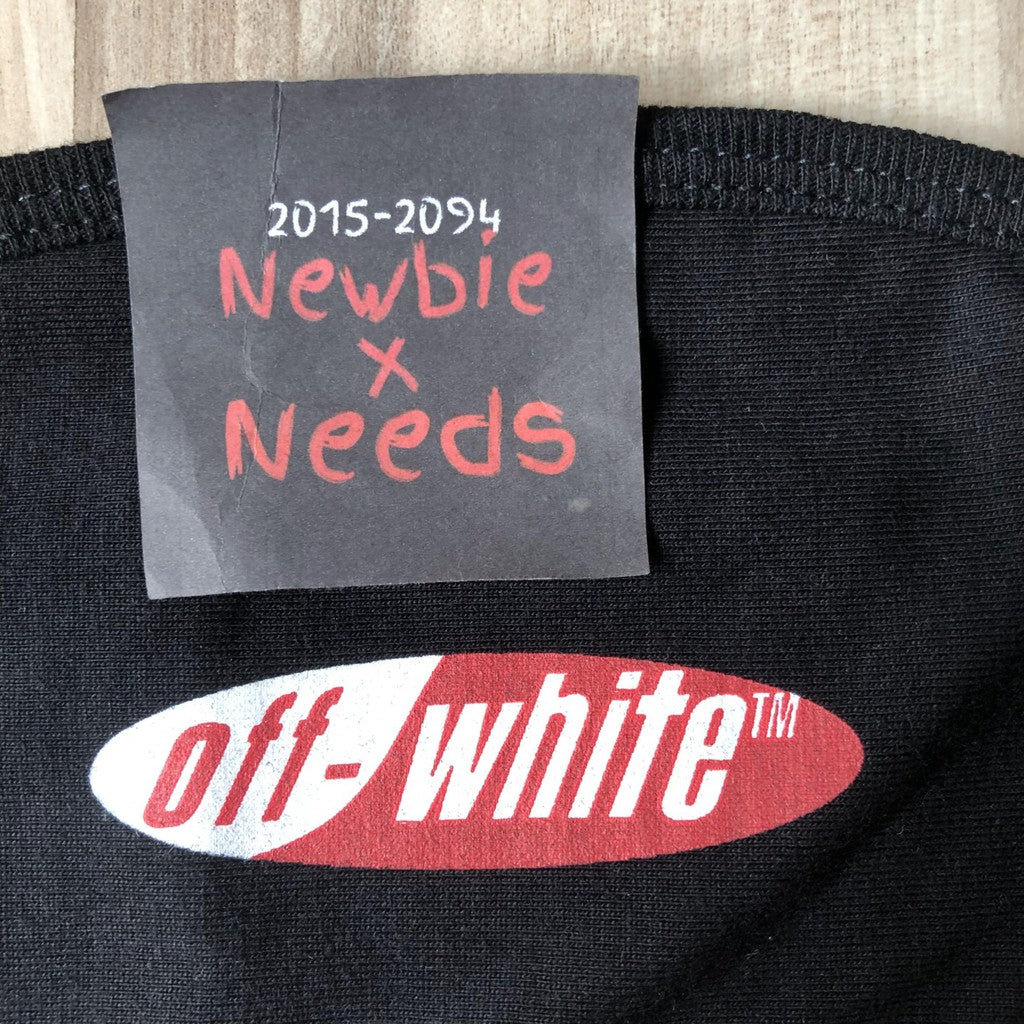 2015-2094
Newbie
x
Needs
off-white™